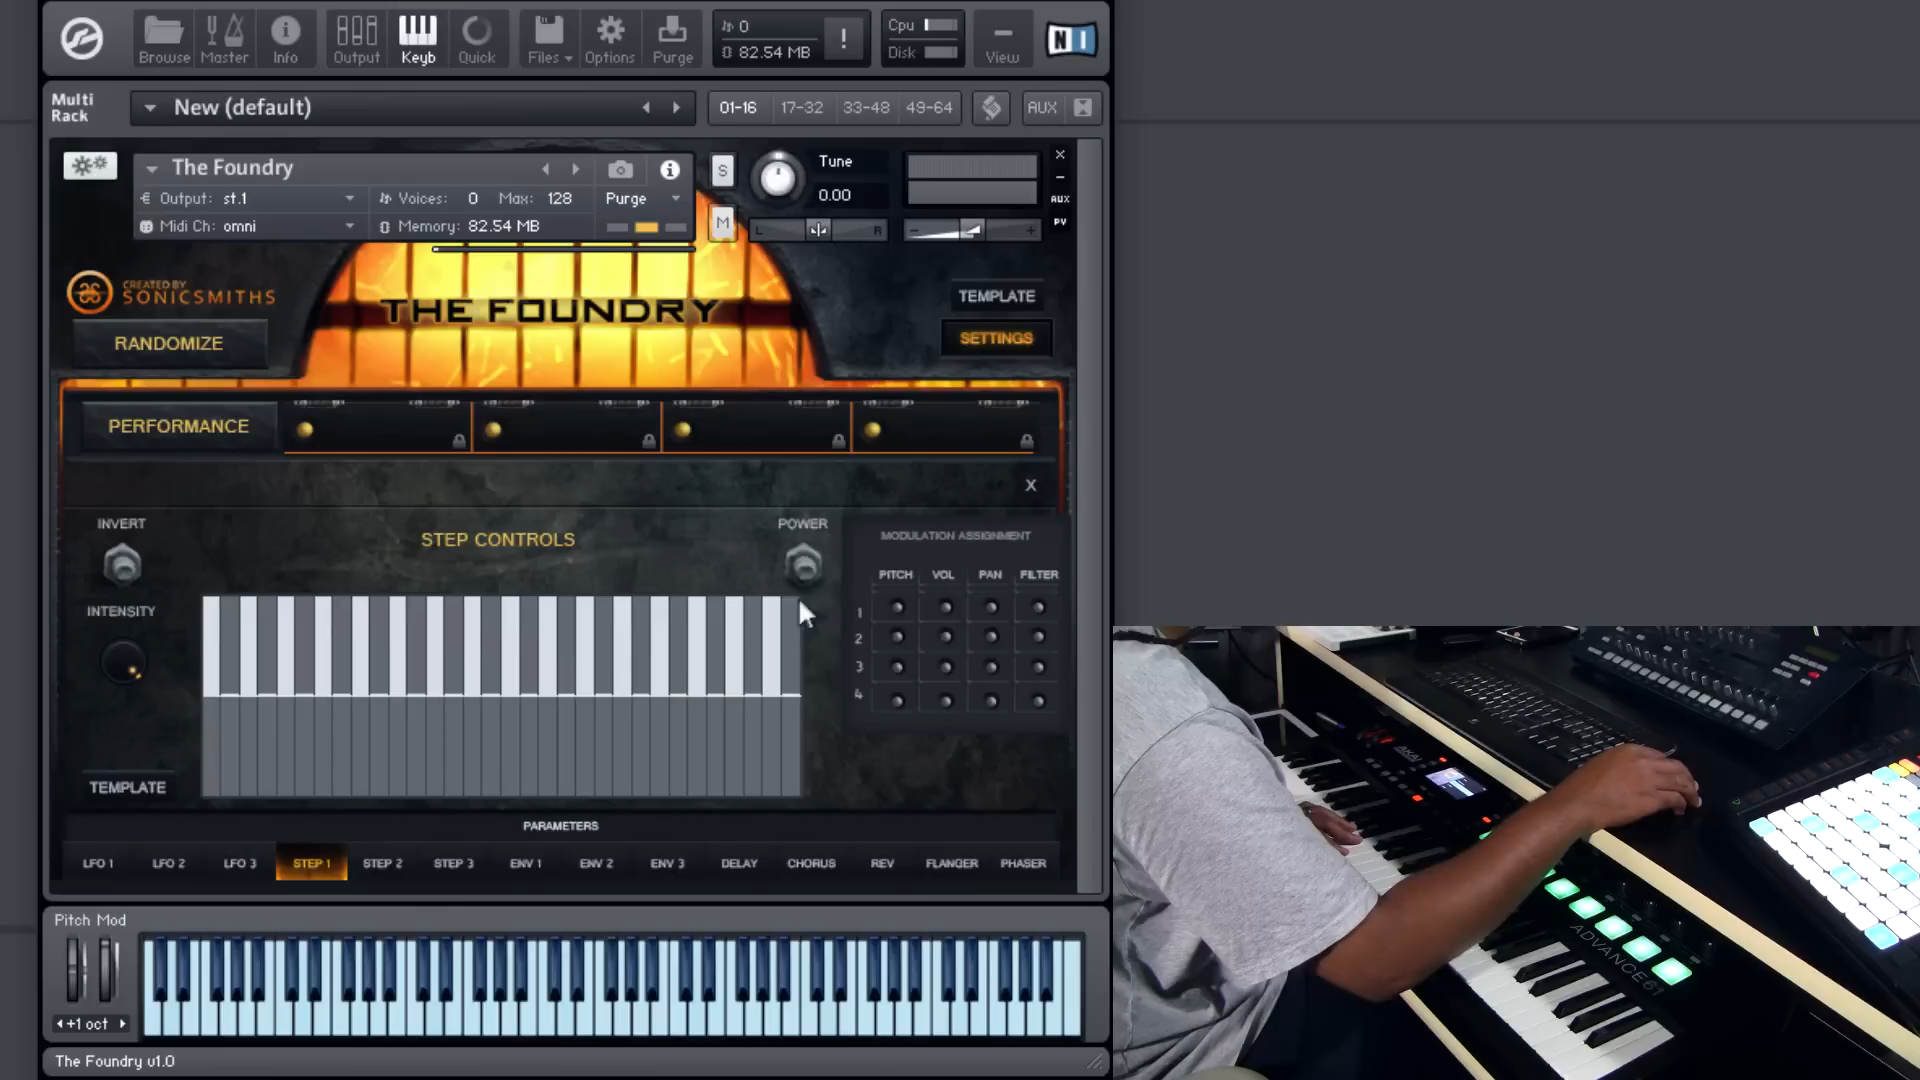 Browse Master Info Output Keyb Quick Files Options Purge
0
82.54 MB
!
Cpu
Disk
View
NI
Multi
Rack
New (default)
01-16 17-32 33-48 49-64 AUX
The Foundry
Output: st.1 Voices: 0 Max: 128 Purge
Midi Ch: omni Memory: 82.54 MB
S
M
Tune
0.00
L R
AUX
PV
CREATED BY
SONICSMITHS
THE FOUNDRY
RANDOMIZE
TEMPLATE
SETTINGS
PERFORMANCE
X
INVERT
STEP CONTROLS
POWER
INTENSITY
TEMPLATE
MODULATION ASSIGNMENT
PITCH VOL PAN FILTER
1
2
3
4
PARAMETERS
LFO 1 LFO 2 LFO 3 STEP 1 STEP 2 STEP 3 ENV 1 ENV 2 ENV 3 DELAY CHORUS REV FLANGER PHASER
Pitch Mod
+1 oct
The Foundry v1.0
AKAI
ADVANCE61